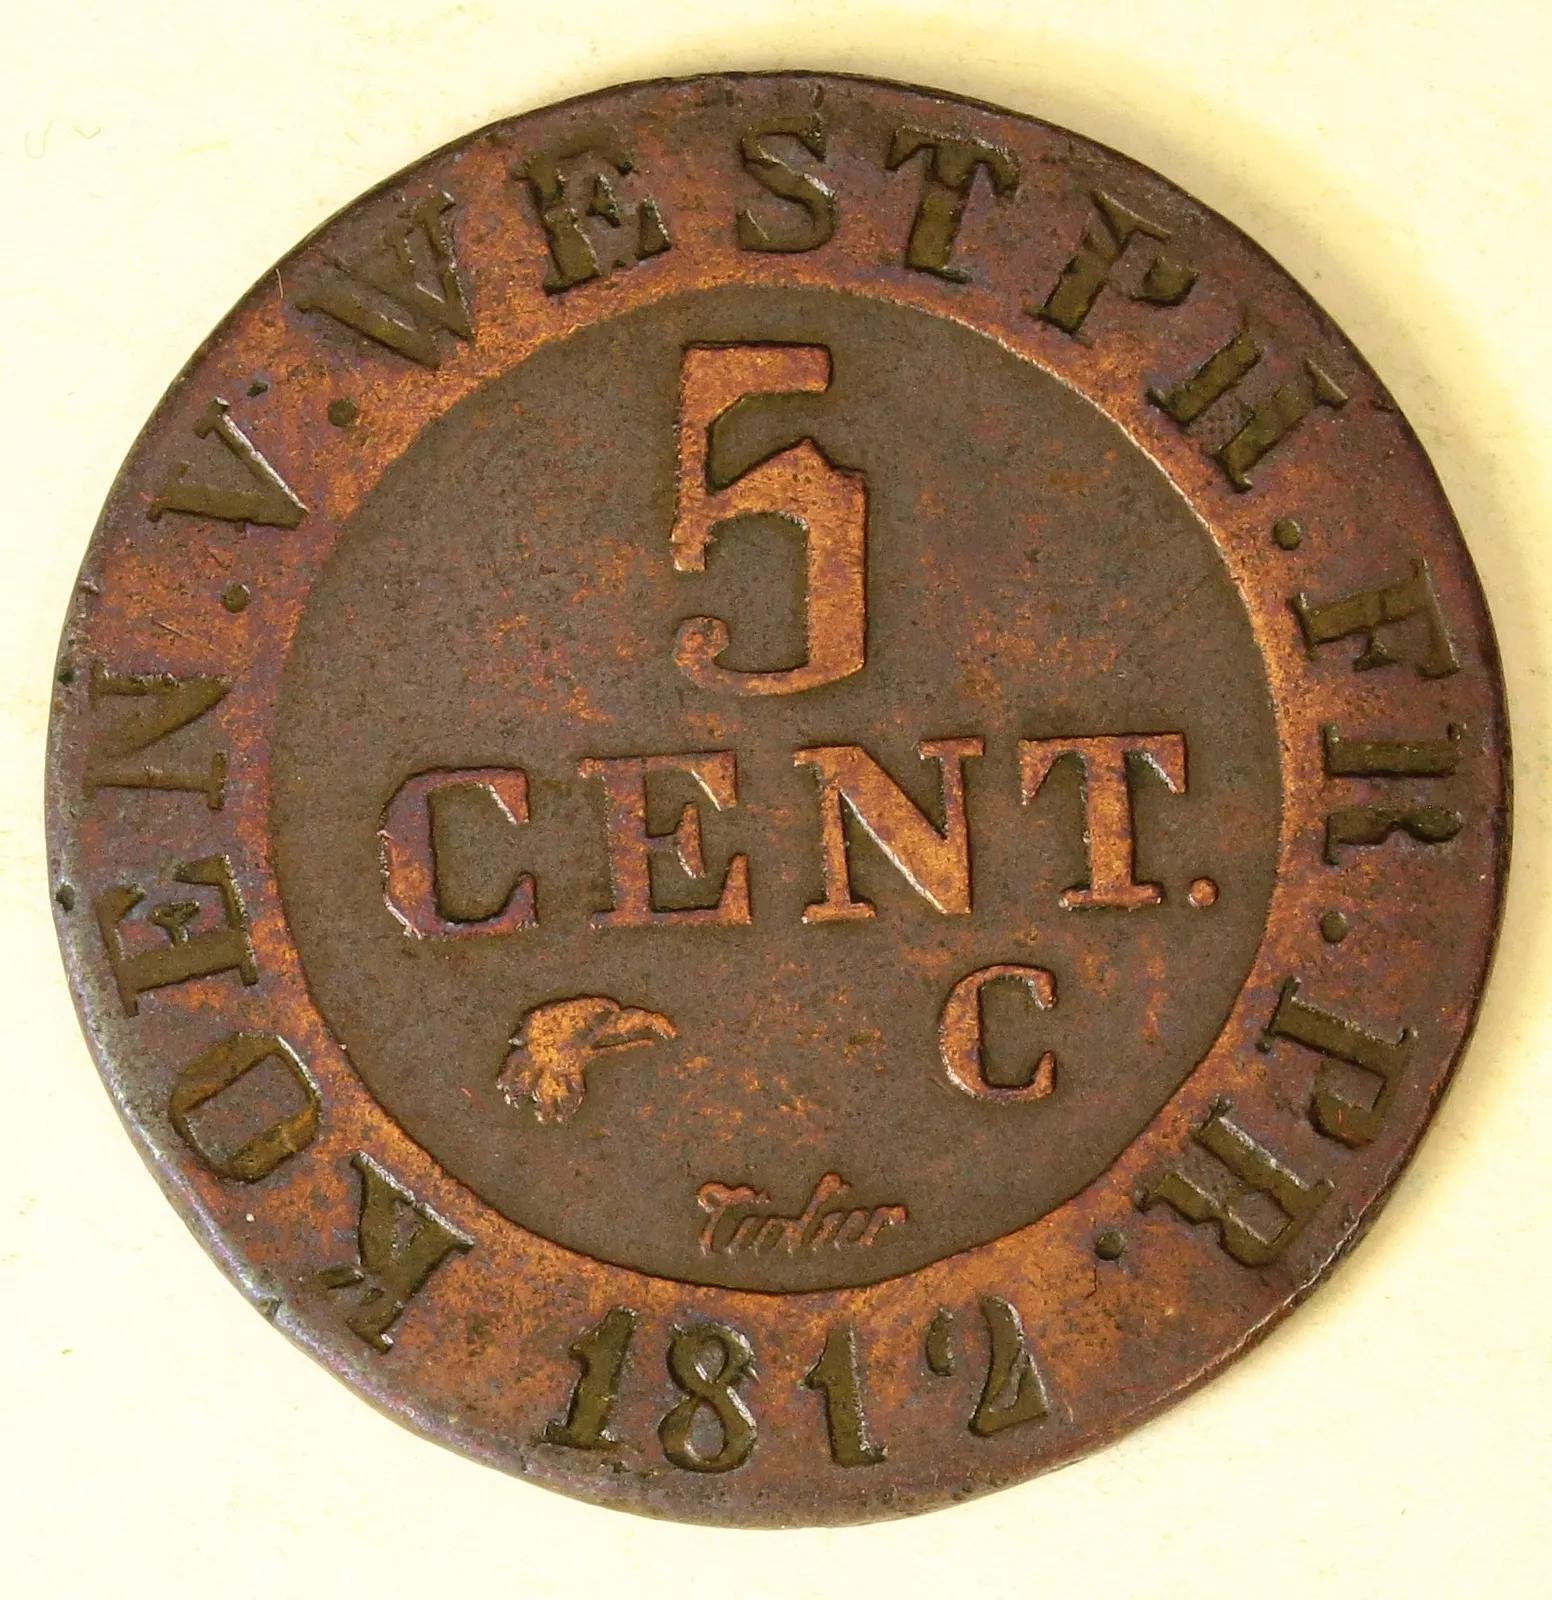 KOEN . V . WESTPH . FR . PR .
5
CENT.
C
Tiolier
1812